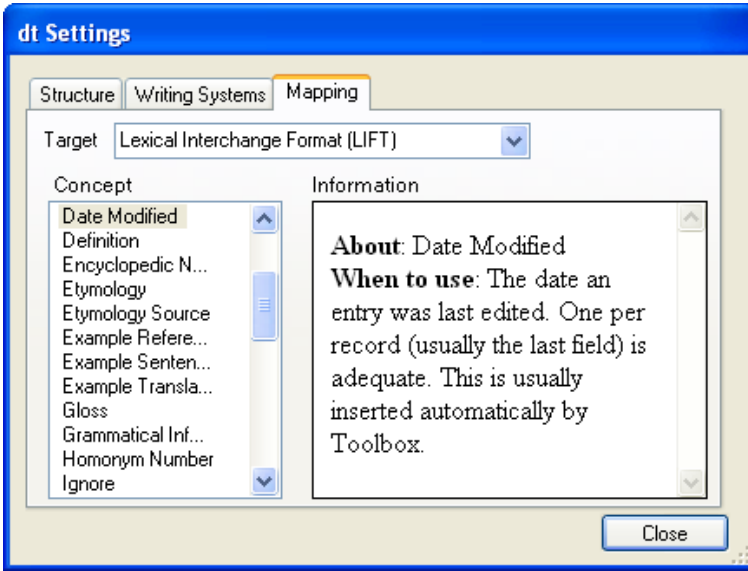 dt Settings
Structure Writing Systems Mapping
Target Lexical Interchange Format (LIFT)
Concept
Date Modified
Definition
Encyclopedic N...
Etymology
Etymology Source
Example Refere...
Example Senten...
Example Transla...
Gloss
Grammatical Inf...
Homonym Number
Ignore
Information
About: Date Modified
When to use: The date an
entry was last edited. One per
record (usually the last field) is
adequate. This is usually
inserted automatically by
Toolbox.
Close